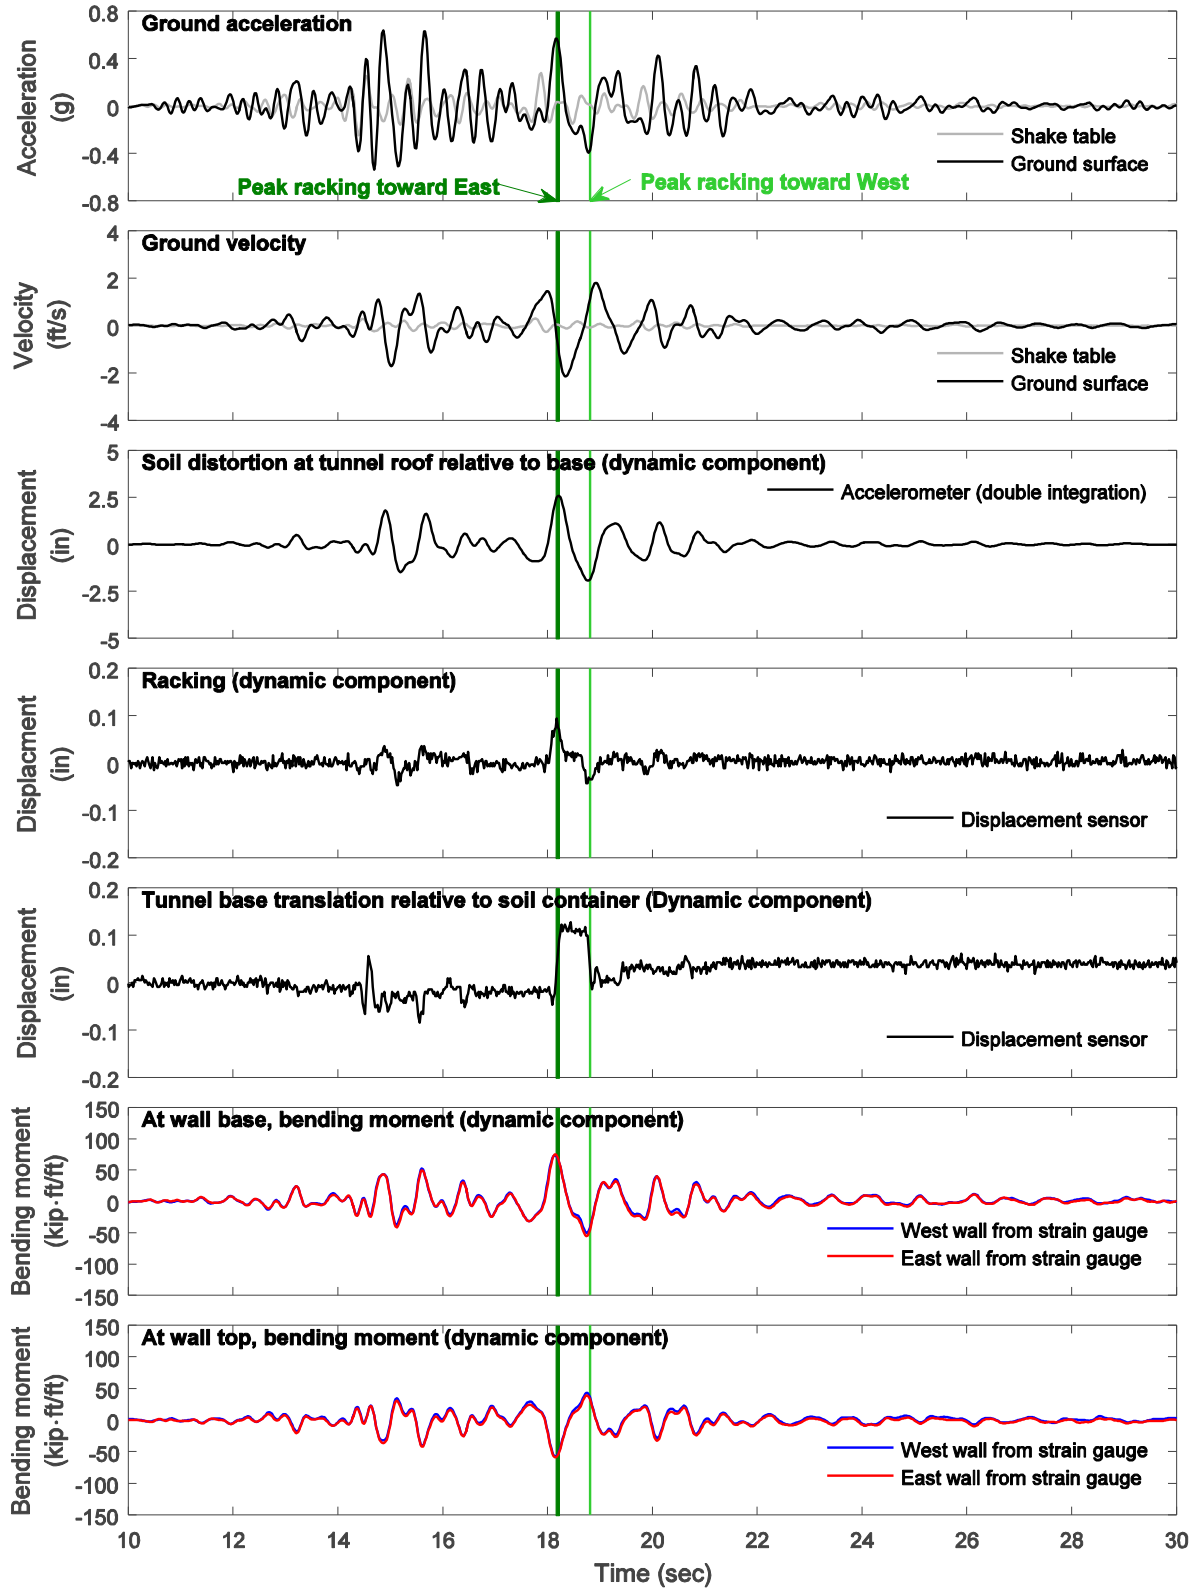 Ground acceleration
Acceleration
(g)
0.8
0.4
0
-0.4
-0.8
Shake table
Ground surface
Peak racking toward East
Peak racking toward West
Ground velocity
Velocity
(ft/s)
4
2
0
-2
-4
Shake table
Ground surface
Soil distortion at tunnel roof relative to base (dynamic component)
Displacement
(in)
5
2.5
0
-2.5
-5
Accelerometer (double integration)
Racking (dynamic component)
Displacment
(in)
0.2
0.1
0
-0.1
-0.2
Displacement sensor
Tunnel base translation relative to soil container (Dynamic component)
Displacement
(in)
0.2
0.1
0
-0.1
-0.2
Displacement sensor
At wall base, bending moment (dynamic component)
Bending moment
(kip·ft/ft)
150
100
50
0
-50
-100
-150
West wall from strain gauge
East wall from strain gauge
At wall top, bending moment (dynamic component)
Bending moment
(kip·ft/ft)
150
100
50
0
-50
-100
-150
West wall from strain gauge
East wall from strain gauge
10 12 14 16 18 20 22 24 26 28 30
Time (sec)